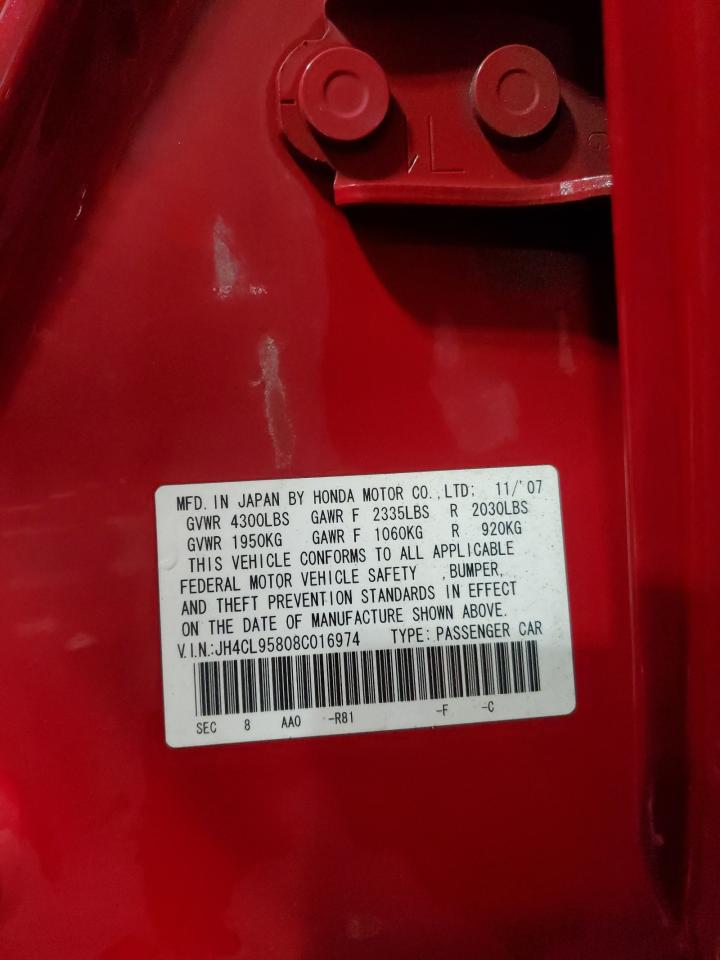 L
MFD. IN JAPAN BY HONDA MOTOR CO.,LTD: 11/'07
GVWR 4300LBS GAWR F 2335LBS R 2030LBS
GVWR 1950KG GAWR F 1060KG R 920KG
THIS VEHICLE CONFORMS TO ALL APPLICABLE
FEDERAL MOTOR VEHICLE SAFETY ,BUMPER,
AND THEFT PREVENTION STANDARDS IN EFFECT
ON THE DATE OF MANUFACTURE SHOWN ABOVE.
V.I.N.:JH4CL95808C016974 TYPE: PASSENGER CAR
SEC 8 AAO -R81 -F -C